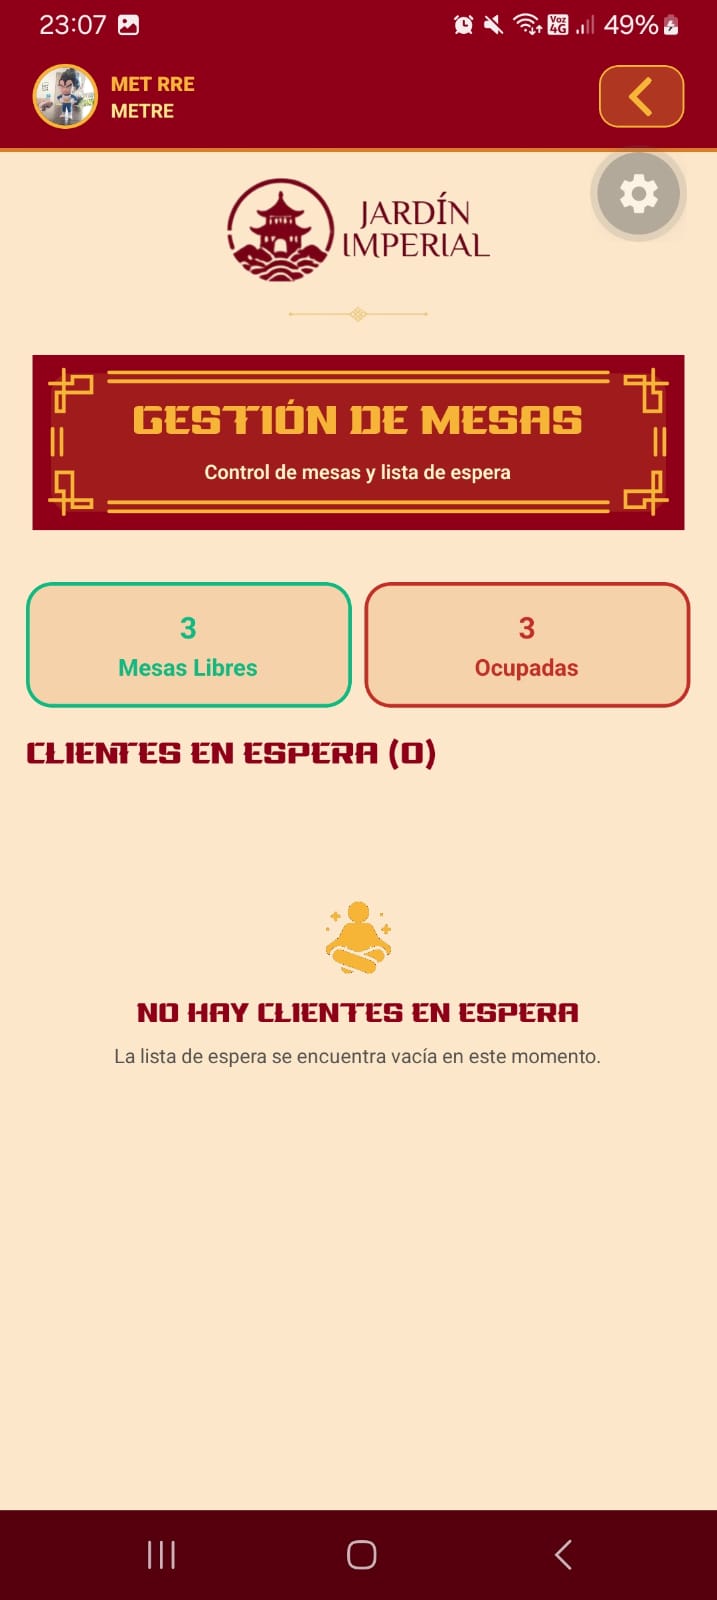 23:07
Voz
4G
49%
MET RRE
METRE
JARDÍN
IMPERIAL
GESTIÓN DE MESAS
Control de mesas y lista de espera
3
Mesas Libres
3
Ocupadas
CLIENTES EN ESPERA (0)
NO HAY CLIENTES EN ESPERA
La lista de espera se encuentra vacía en este momento.